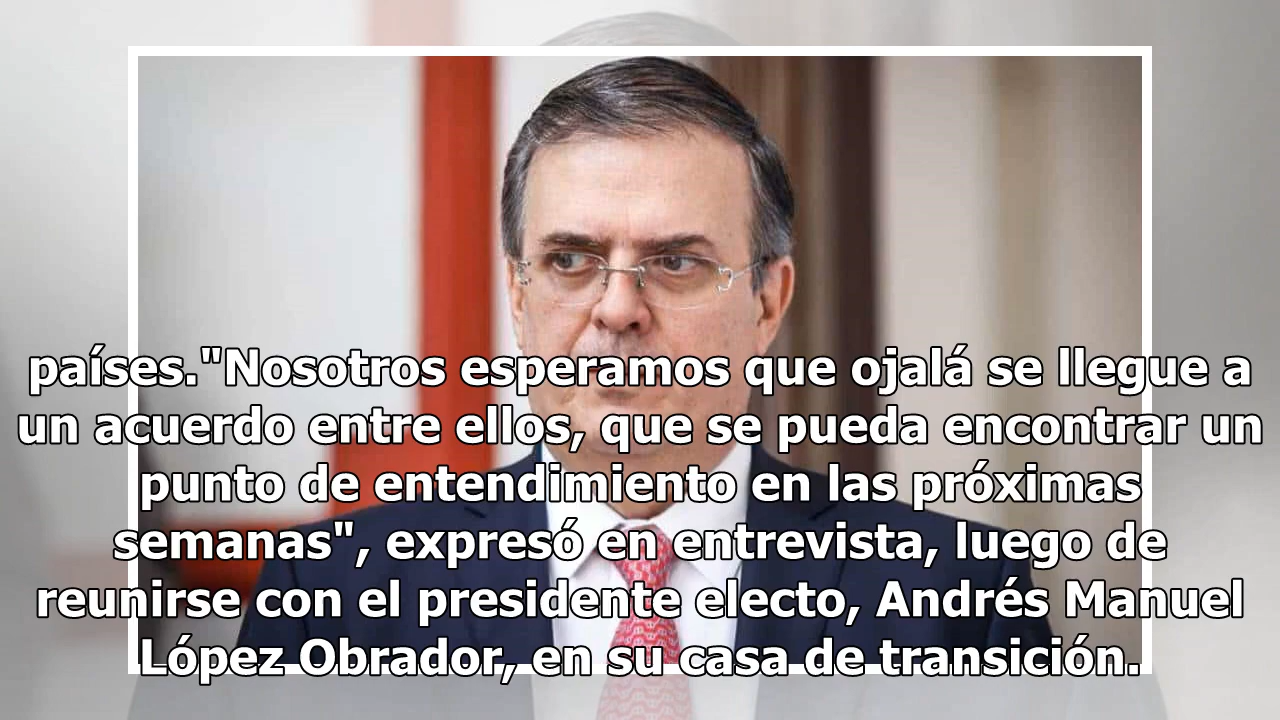 países."Nosotros esperamos que ojalá se llegue a
un acuerdo entre ellos, que se pueda encontrar un
punto de entendimiento en las próximas
semanas", expresó en entrevista, luego de
reunirse con el presidente electo, Andrés Manuel
López Obrador, en su casa de transición.